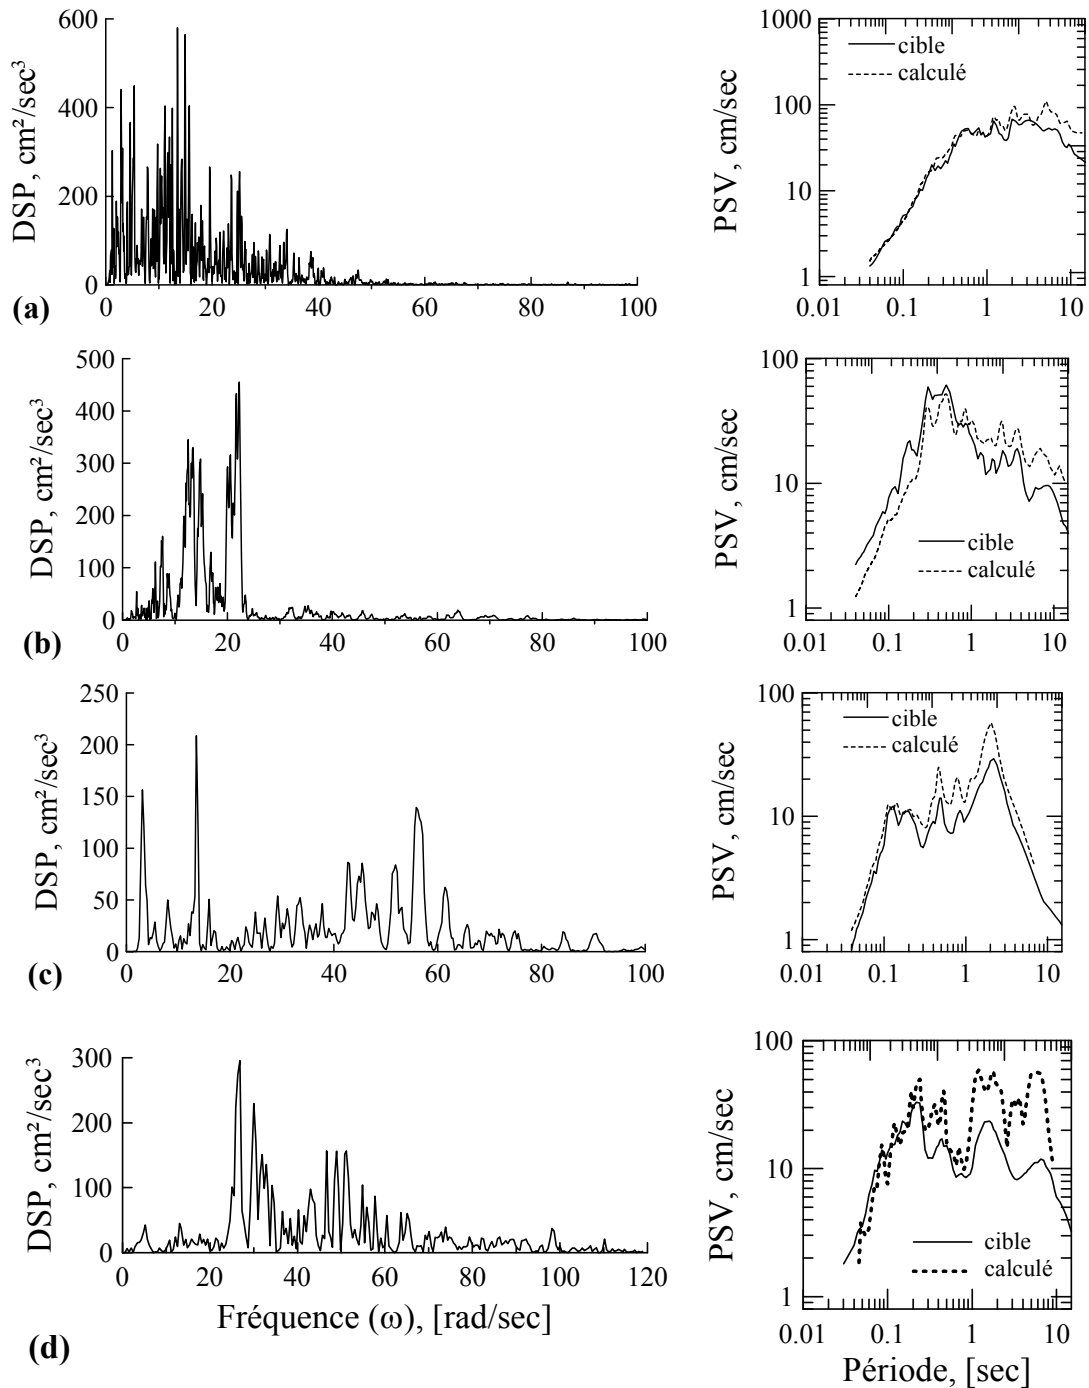 600
400
200
0
DSP, cm²/sec³
0 20 40 60 80 100
(a)
1000
100
10
1
PSV, cm/sec
cible
calculé
0.01 0.1 1 10
500
400
300
200
100
0
DSP, cm²/sec³
0 20 40 60 80 100
(b)
100
10
1
PSV, cm/sec
cible
calculé
0.01 0.1 1 10
250
200
150
100
50
0
DSP, cm²/sec³
0 20 40 60 80 100
(c)
100
10
1
PSV, cm/sec
cible
calculé
0.01 0.1 1 10
300
200
100
0
DSP, cm²/sec³
0 20 40 60 80 100 120
Fréquence (ω), [rad/sec]
(d)
100
10
1
PSV, cm/sec
cible
calculé
0.01 0.1 1 10
Période, [sec]